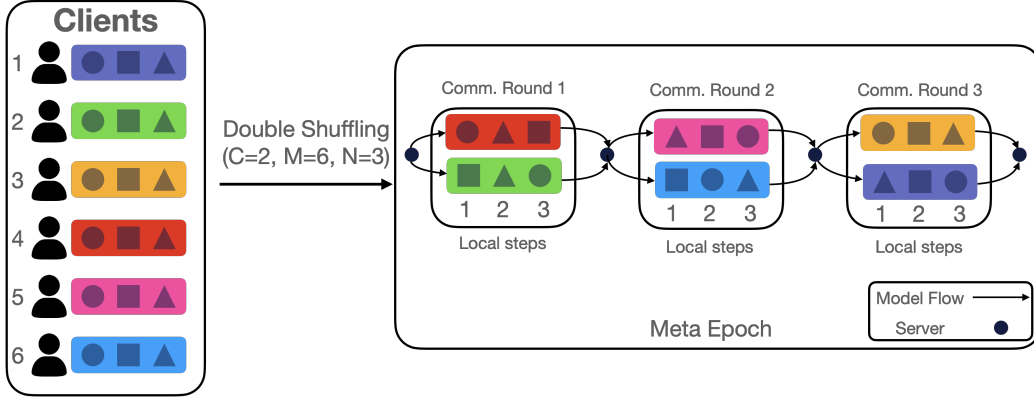 Clients
1
2
3
4
5
6
Double Shuffling
(C=2, M=6, N=3)
Comm. Round 1
1 2 3
Local steps
Comm. Round 2
1 2 3
Local steps
Comm. Round 3
1 2 3
Local steps
Meta Epoch
Model Flow
Server